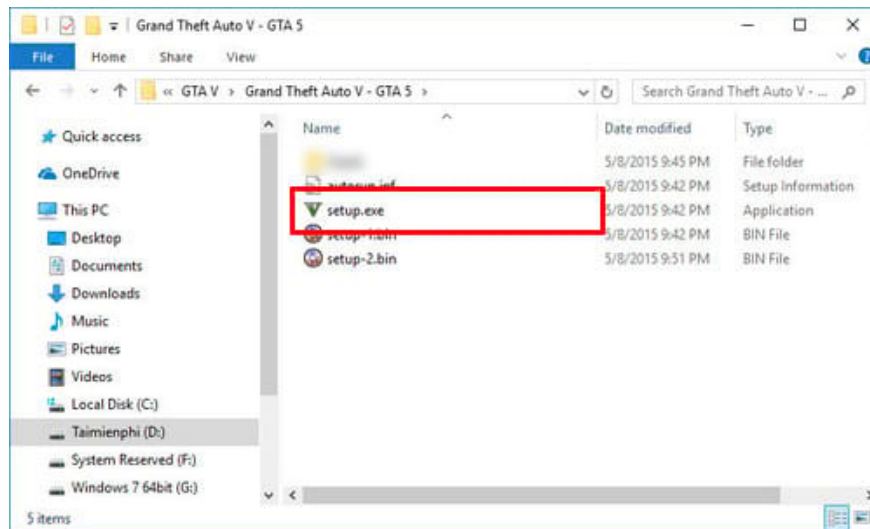 Grand Theft Auto V - GTA 5
File Home Share View
« GTA V › Grand Theft Auto V - GTA 5 › Search Grand Theft Auto V - ...
Name Date modified Type
5/8/2015 9:45 PM File folder
autorun.inf 5/8/2015 9:42 PM Setup Information
setup.exe 5/8/2015 9:42 PM Application
setup-1.bin 5/8/2015 9:42 PM BIN File
setup-2.bin 5/8/2015 9:51 PM BIN File
Quick access
OneDrive
This PC
Desktop
Documents
Downloads
Music
Pictures
Videos
Local Disk (C:)
Taimienphi (D:)
System Reserved (F:)
Windows 7 64bit (G:)
5 items